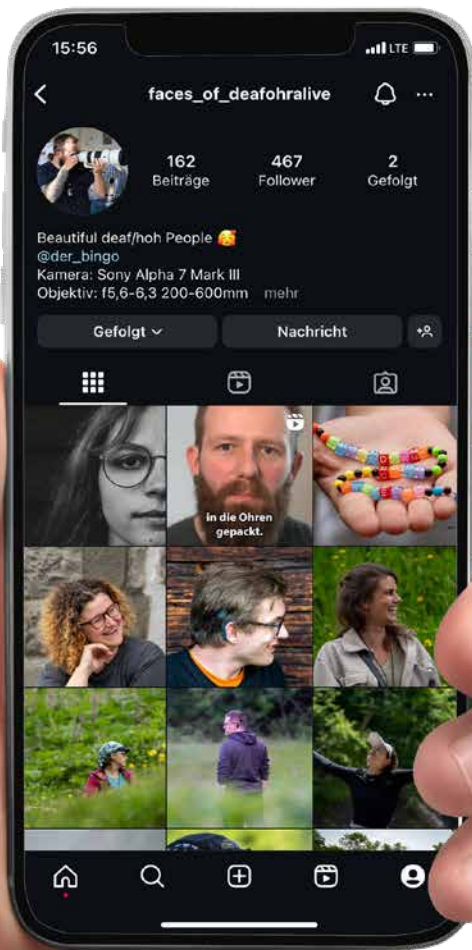 15:56
LTE
faces_of_deafohralive
162
467
2
Beiträge
Follower
Gefolgt
Beautiful deaf/hoh People
@der_bingo
Kamera: Sony Alpha 7 Mark III
Objektiv: f5,6-6,3 200-600mm mehr
Gefolgt
Nachricht
in die Ohren
gepackt.